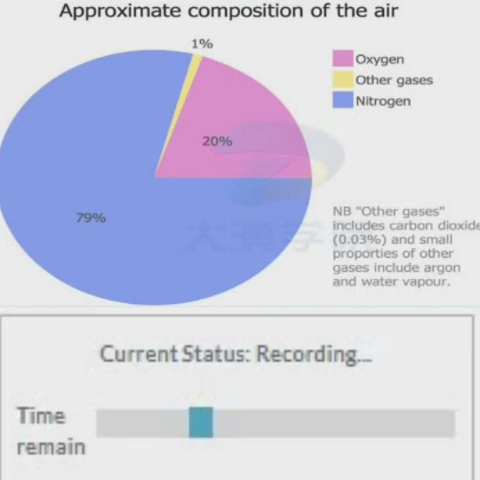 Approximate composition of the air
1%
Oxygen
Other gases
Nitrogen
20%
79%
NB "Other gases"
includes carbon dioxide
(0.03%) and small
properties of other
gases include argon
and water vapour.
Current Status: Recording...
Time
remain